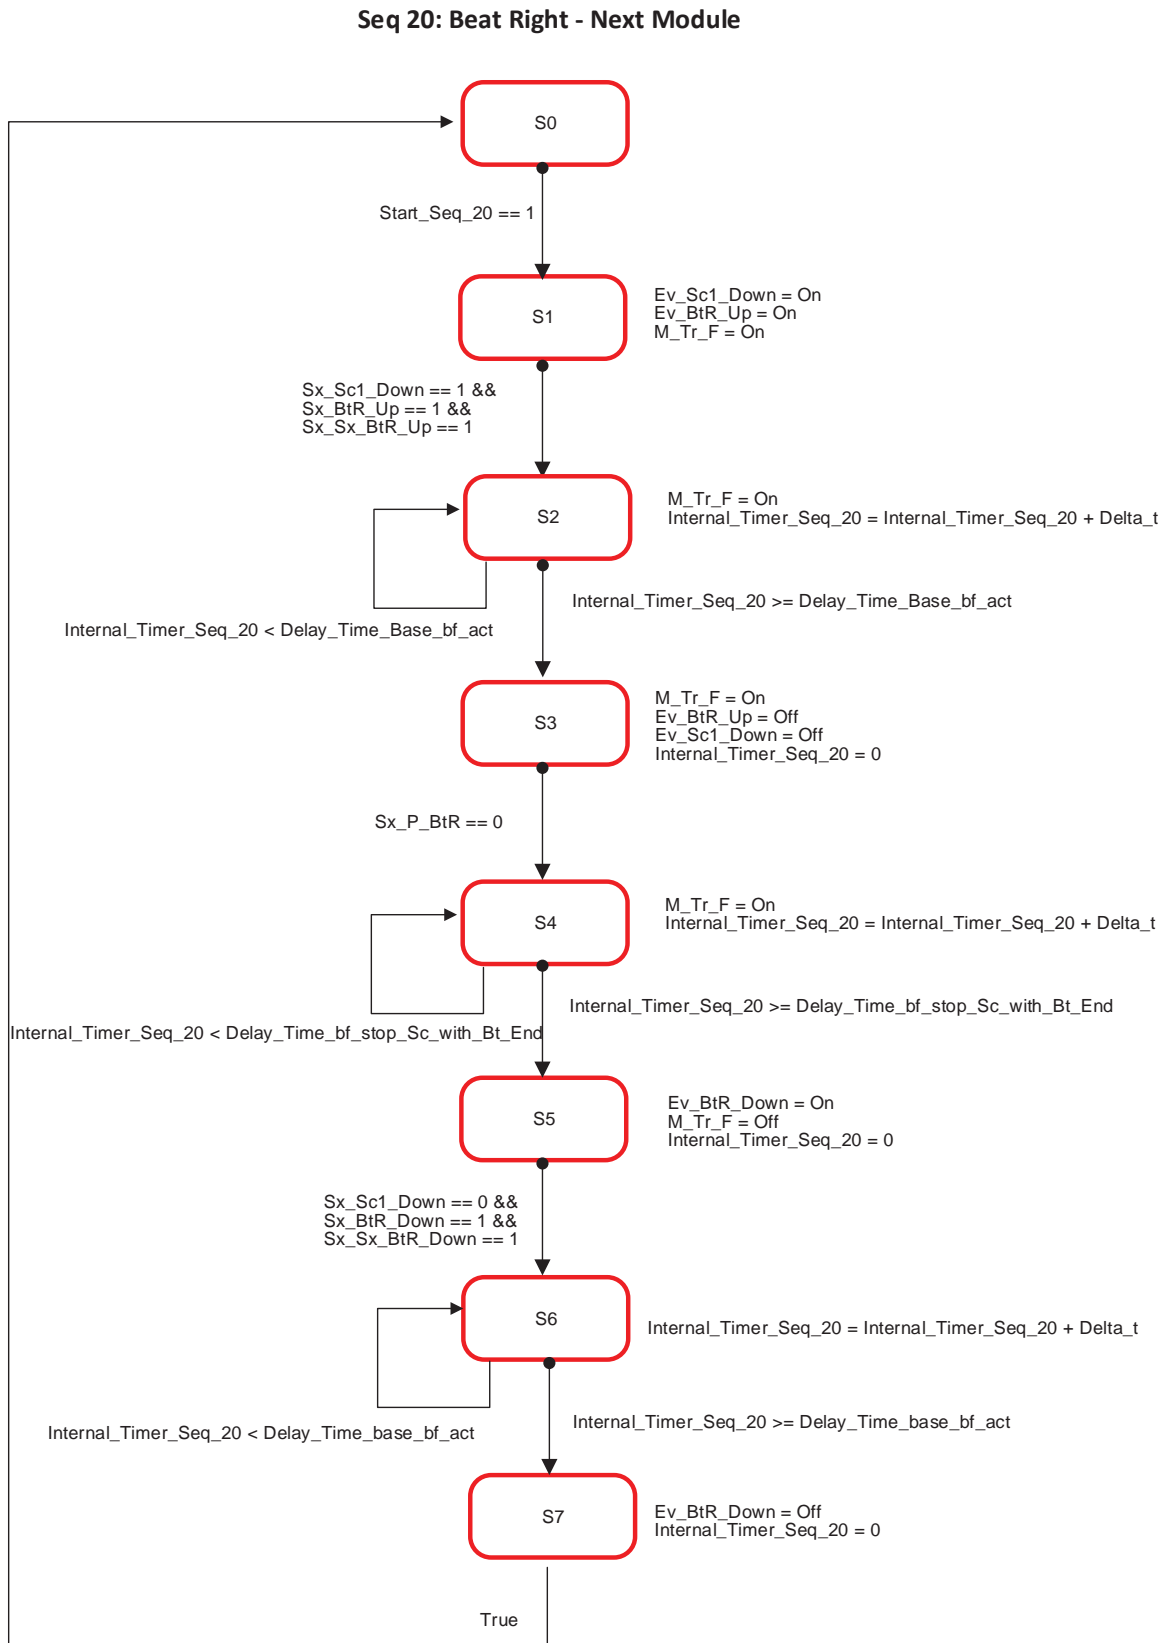 Seq 20: Beat Right - Next Module
S0
Start_Seq_20 == 1
S1
Ev_Sc1_Down = On
Ev_BtR_Up = On
M_Tr_F = On
Sx_Sc1_Down == 1 &&
Sx_BtR_Up == 1 &&
Sx_Sx_BtR_Up == 1
S2
M_Tr_F = On
Internal_Timer_Seq_20 = Internal_Timer_Seq_20 + Delta_t
Internal_Timer_Seq_20 >= Delay_Time_Base_bf_act
Internal_Timer_Seq_20 < Delay_Time_Base_bf_act
S3
M_Tr_F = On
Ev_BtR_Up = Off
Ev_Sc1_Down = Off
Internal_Timer_Seq_20 = 0
Sx_P_BtR == 0
S4
M_Tr_F = On
Internal_Timer_Seq_20 = Internal_Timer_Seq_20 + Delta_t
Internal_Timer_Seq_20 >= Delay_Time_bf_stop_Sc_with_Bt_End
Internal_Timer_Seq_20 < Delay_Time_bf_stop_Sc_with_Bt_End
S5
Ev_BtR_Down = On
M_Tr_F = Off
Internal_Timer_Seq_20 = 0
Sx_Sc1_Down == 0 &&
Sx_BtR_Down == 1 &&
Sx_Sx_BtR_Down == 1
S6
Internal_Timer_Seq_20 = Internal_Timer_Seq_20 + Delta_t
Internal_Timer_Seq_20 >= Delay_Time_base_bf_act
Internal_Timer_Seq_20 < Delay_Time_base_bf_act
S7
Ev_BtR_Down = Off
Internal_Timer_Seq_20 = 0
True